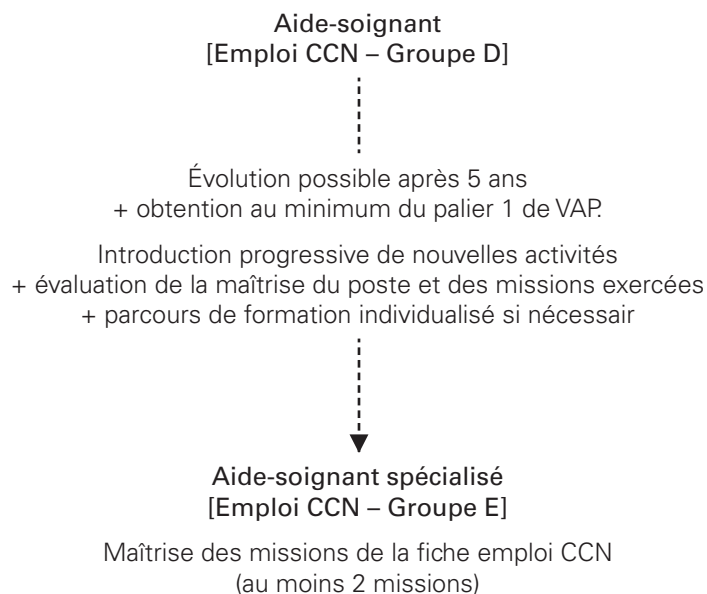 Aide-soignant
[Emploi CCN – Groupe D]
Évolution possible après 5 ans
+ obtention au minimum du palier 1 de VAP.
Introduction progressive de nouvelles activités
+ évaluation de la maîtrise du poste et des missions exercées
+ parcours de formation individualisé si nécessair
Aide-soignant spécialisé
[Emploi CCN – Groupe E]
Maîtrise des missions de la fiche emploi CCN
(au moins 2 missions)